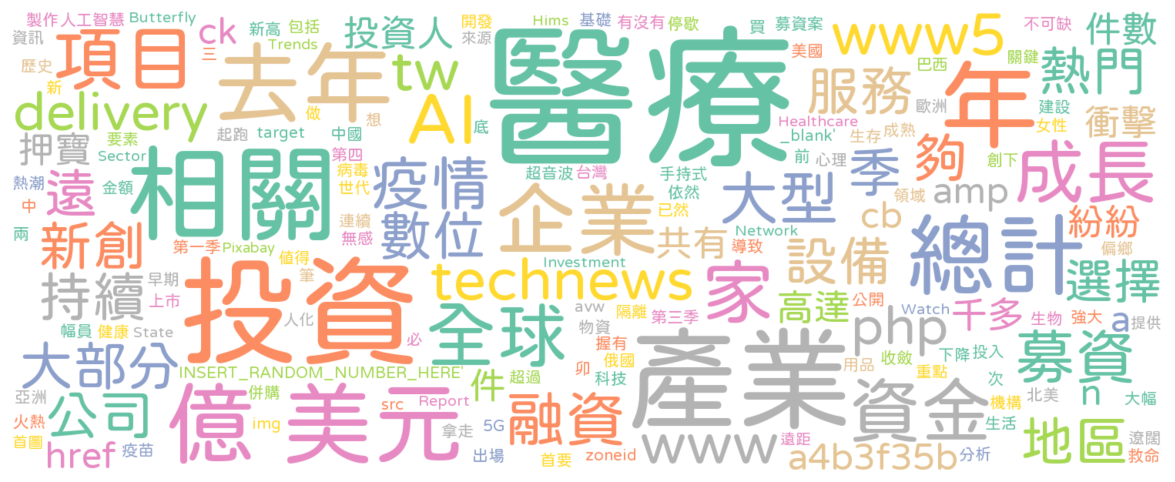 製作 人工智慧 Butterfly
新高 包括
投資人
開發 Hims 基礎 有沒有 停歇 買 募資案
不可缺 件數
資訊 項目 去年 ck Trends tw 來源
醫療
美國 www5 關鍵 熱門
歷史 三 AI 服務 巴西 歐洲 年
新 delivery 做 想
Healthcare 建設 衝擊
要素 起跑 target 中國 底 _blank' 生存 成熟 女性
押寶 Sector 第四 超音波 台灣 手持式 前 心理 季 夠 創下 成長
熱潮 遠 金額 相關 病毒 疫情 依然 大型 領域 amp
中 世代 企業 已然 cb 紛紛
兩 連續 數位 共有 Network 總計 偏鄉
新創 第一季 Pixabay 無感 導致 設備
值得 technews Investment 家 選擇
持續 早期 筆 投資 高達 公開 Watch 千多 生物 強大
上市 avw 隔離 第三季 php a 提供
幅員 健康 State 人化 全球 物資 握有 產業
大部分 必 俄國 用品 收斂 下降 投入 募資
INSERT_RANDOM_NUMBER_HERE' 件 超過 卯 科技 重點 次 n 大幅
亞洲 併購 億 美元 資金 機構 北美
公司 src Report 融資 生活 遼闊
火熱 img 拿走 5G www 遠距 地區
首圖 href 疫苗 出場 首要 zoneid a4b3f35b 分析 救命